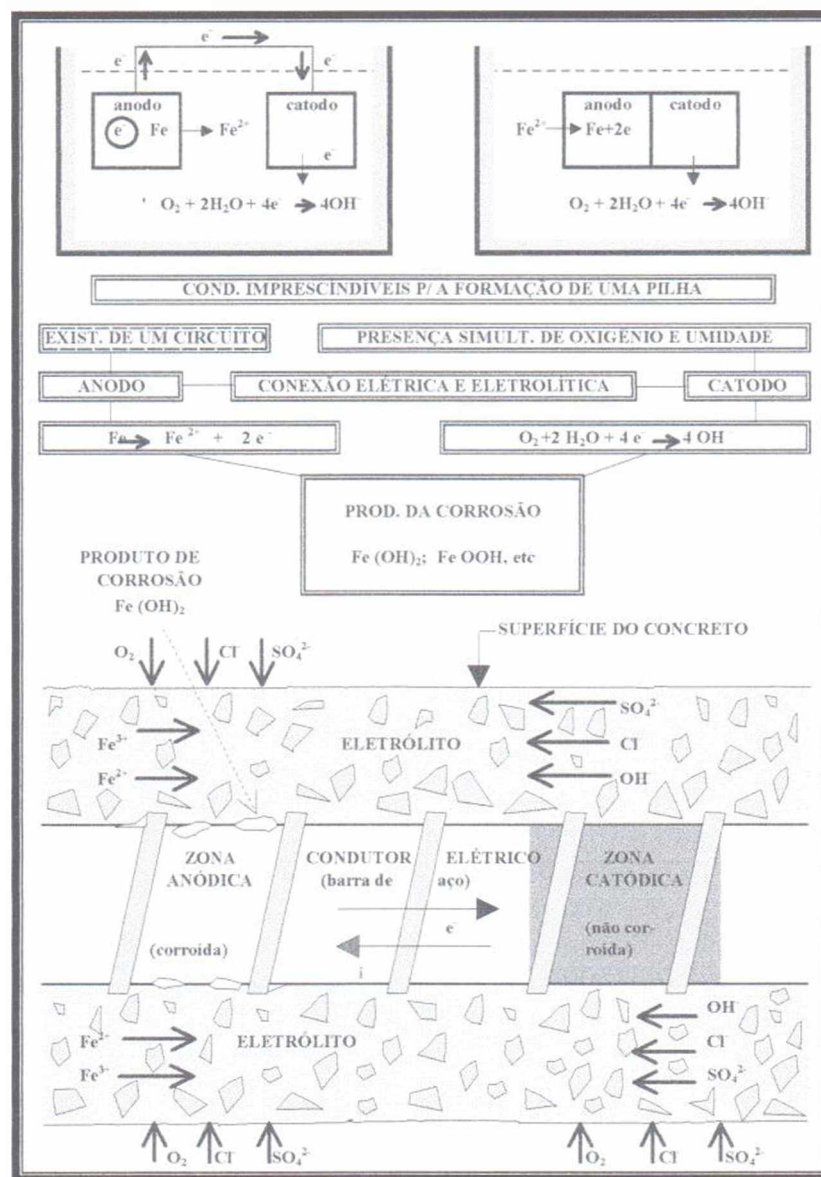 e⁻
e⁻ e⁻
anodo catodo
e⁻ Fe Fe²⁺
e⁻
O₂ + 2H₂O + 4e⁻ → 4OH⁻
anodo catodo
Fe²⁺ Fe+2e
O₂ + 2H₂O + 4e⁻ → 4OH⁻
COND. IMPRESCINDÍVEIS P/ A FORMAÇÃO DE UMA PILHA
EXIST. DE UM CIRCUITO PRESENÇA SIMULT. DE OXIGÊNIO E UMIDADE
ANODO CONEXÃO ELÉTRICA E ELETROLÍTICA CATODO
Fe → Fe²⁺ + 2 e⁻ O₂ +2 H₂O + 4 e⁻ → 4 OH⁻
PROD. DA CORROSÃO
Fe (OH)₂; Fe OOH, etc
PRODUTO DE
CORROSÃO
Fe (OH)₂
SUPERFÍCIE DO CONCRETO
O₂ Cl⁻ SO₄²⁻
SO₄²⁻
Fe³⁺ ELETRÓLITO Cl⁻
Fe²⁺ OH⁻
ZONA CONDUTOR ELÉTRICO ZONA
ANÓDICA (barra de aço) CATÓDICA
e⁻ (não cor-
(corroida) roida)
i
OH⁻
Fe²⁺ ELETRÓLITO Cl⁻
Fe³⁺ SO₄²⁻
O₂ Cl⁻ SO₄²⁻ O₂ Cl⁻ SO₄²⁻